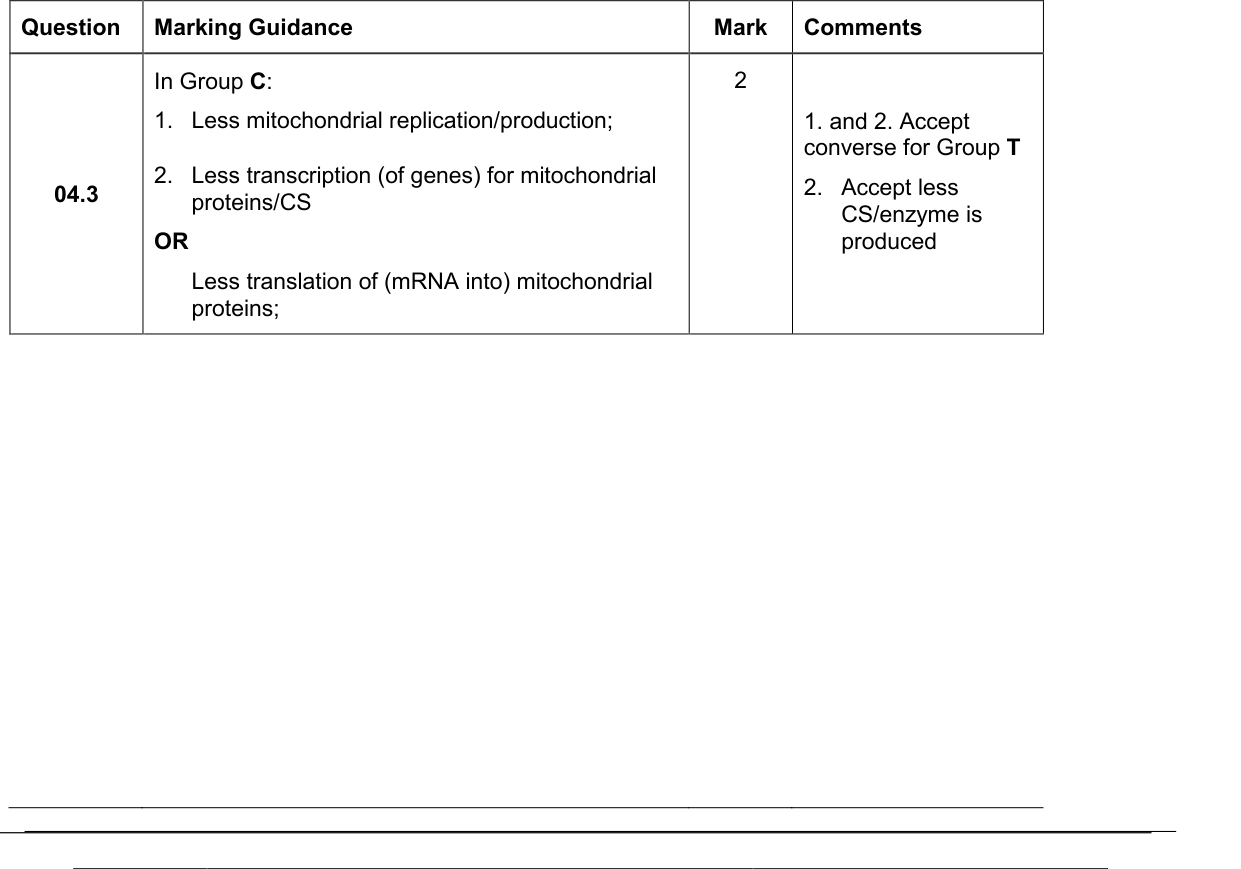 Question Marking Guidance Mark Comments
04.3
In Group C:
1. Less mitochondrial replication/production;
2. Less transcription (of genes) for mitochondrial
proteins/CS
OR
Less translation of (mRNA into) mitochondrial
proteins;
2
1. and 2. Accept
converse for Group T
2. Accept less
CS/enzyme is
produced